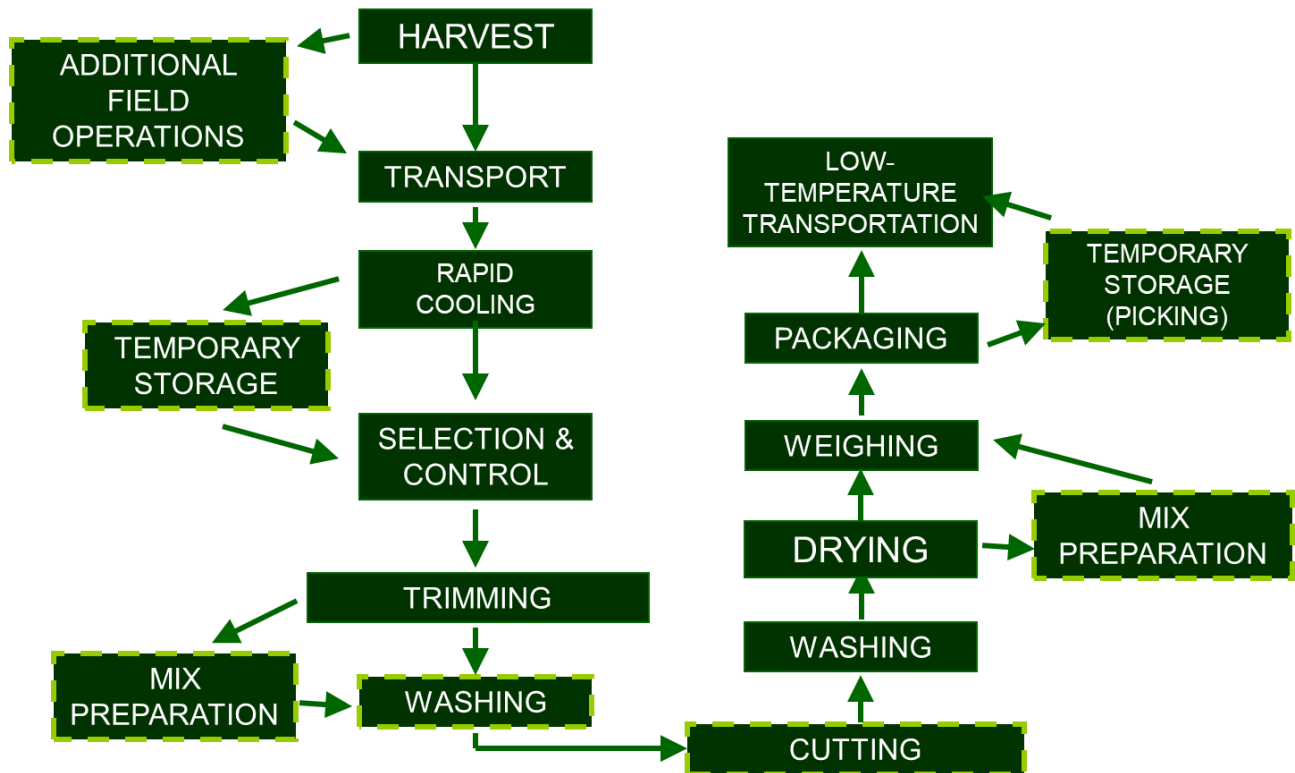 HARVEST
ADDITIONAL
FIELD
OPERATIONS
TRANSPORT
RAPID
COOLING
TEMPORARY
STORAGE
SELECTION &
CONTROL
TRIMMING
MIX
PREPARATION
WASHING
CUTTING
WASHING
DRYING
MIX
PREPARATION
WEIGHING
PACKAGING
TEMPORARY
STORAGE
(PICKING)
LOW-
TEMPERATURE
TRANSPORTATION